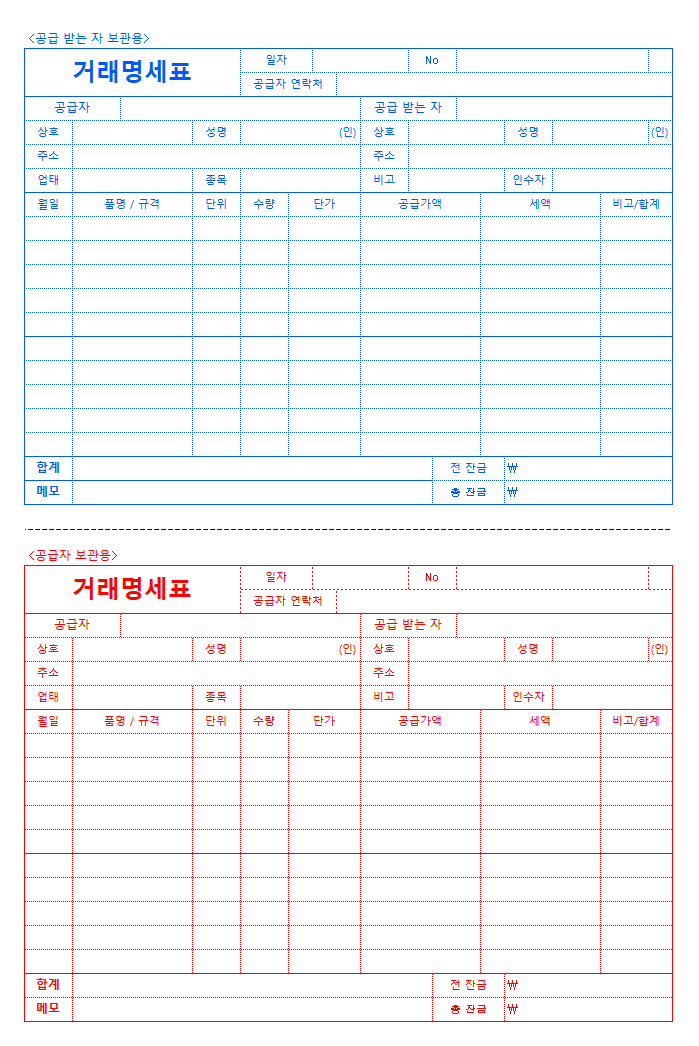 <공급 받는 자 보관용>
거래명세표 일자 No
공급자 연락처
공급자 공급 받는 자
상호 성명 (인) 상호 성명 (인)
주소 주소
업태 종목 비고 인수자
월일 품명 / 규격 단위 수량 단가 공급가액 세액 비고/합계
합계 전 잔금 ₩
메모 총 잔금 ₩
<공급자 보관용>
거래명세표 일자 No
공급자 연락처
공급자 공급 받는 자
상호 성명 (인) 상호 성명 (인)
주소 주소
업태 종목 비고 인수자
월일 품명 / 규격 단위 수량 단가 공급가액 세액 비고/합계
합계 전 잔금 ₩
메모 총 잔금 ₩